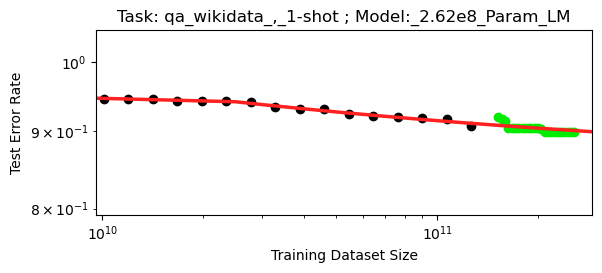 Task: qa_wikidata_,_1-shot ; Model:_2.62e8_Param_LM
Test Error Rate
10⁰
9 × 10⁻¹
8 × 10⁻¹
10¹⁰
10¹¹
Training Dataset Size